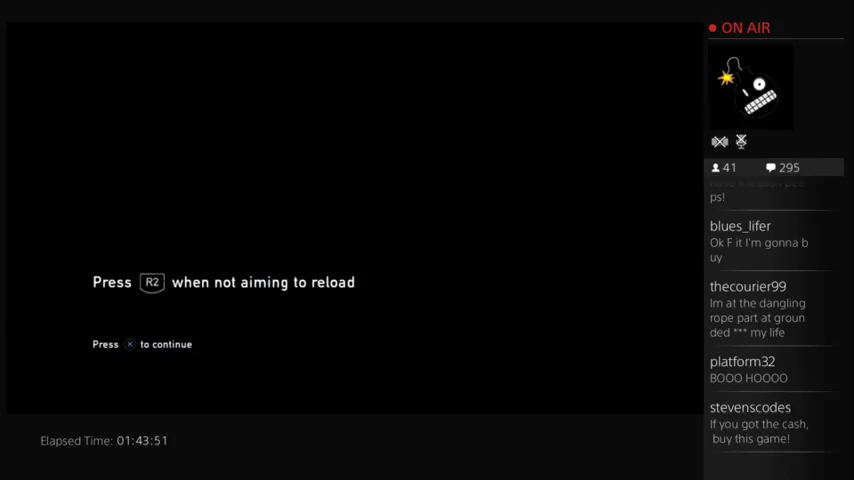 ON AIR
41 295
ps!
blues_lifer
Ok F it I'm gonna b
uy
thecourier99
Im at the dangling
rope part at groun
ded *** my life
platform32
BOOO HOOOO
stevenscodes
If you got the cash,
buy this game!
Press R2 when not aiming to reload
Press to continue
Elapsed Time: 01:43:51